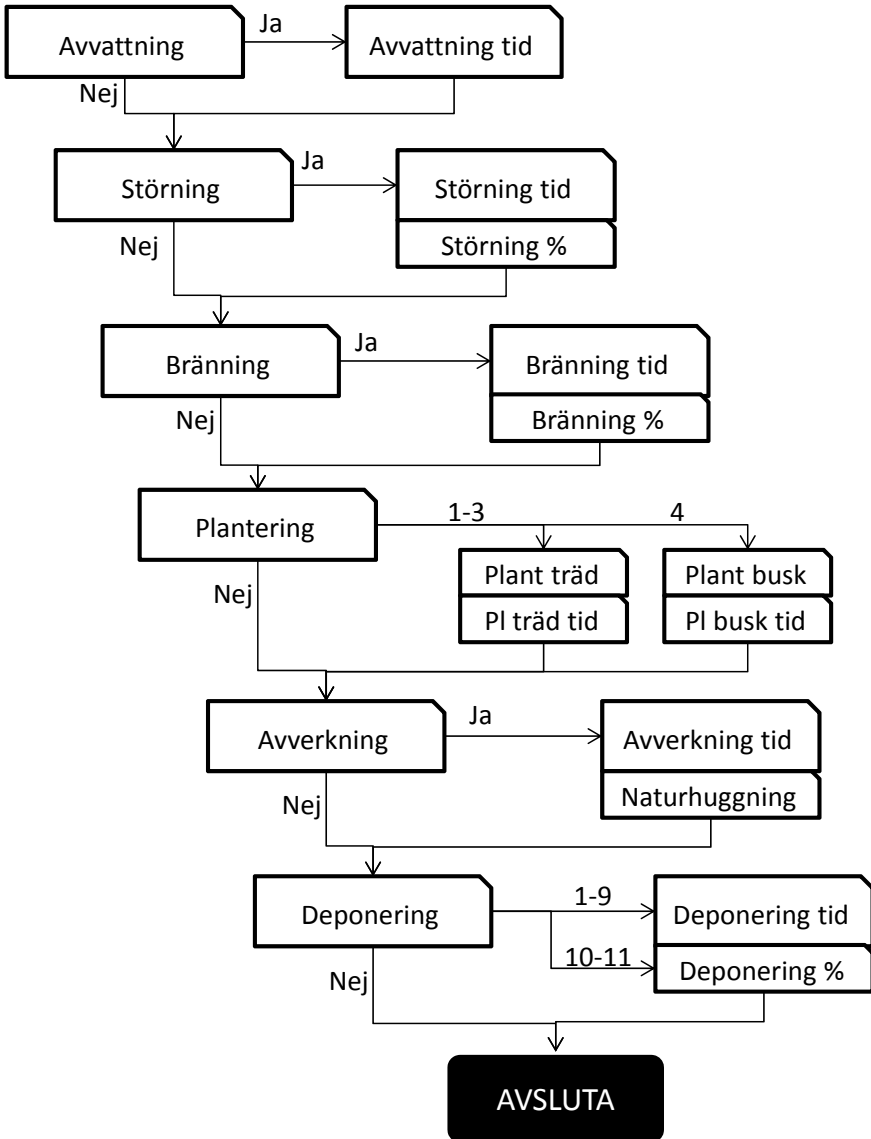 Avvattning
Ja
Avvattning tid
Nej
Störning
Ja
Störning tid
Störning %
Nej
Bränning
Ja
Bränning tid
Bränning %
Nej
Plantering
1-3
4
Plant träd
Plant busk
Pl träd tid
Pl busk tid
Nej
Avverkning
Ja
Avverkning tid
Naturhuggning
Nej
Deponering
1-9
Deponering tid
10-11
Deponering %
Nej
AVSLUTA